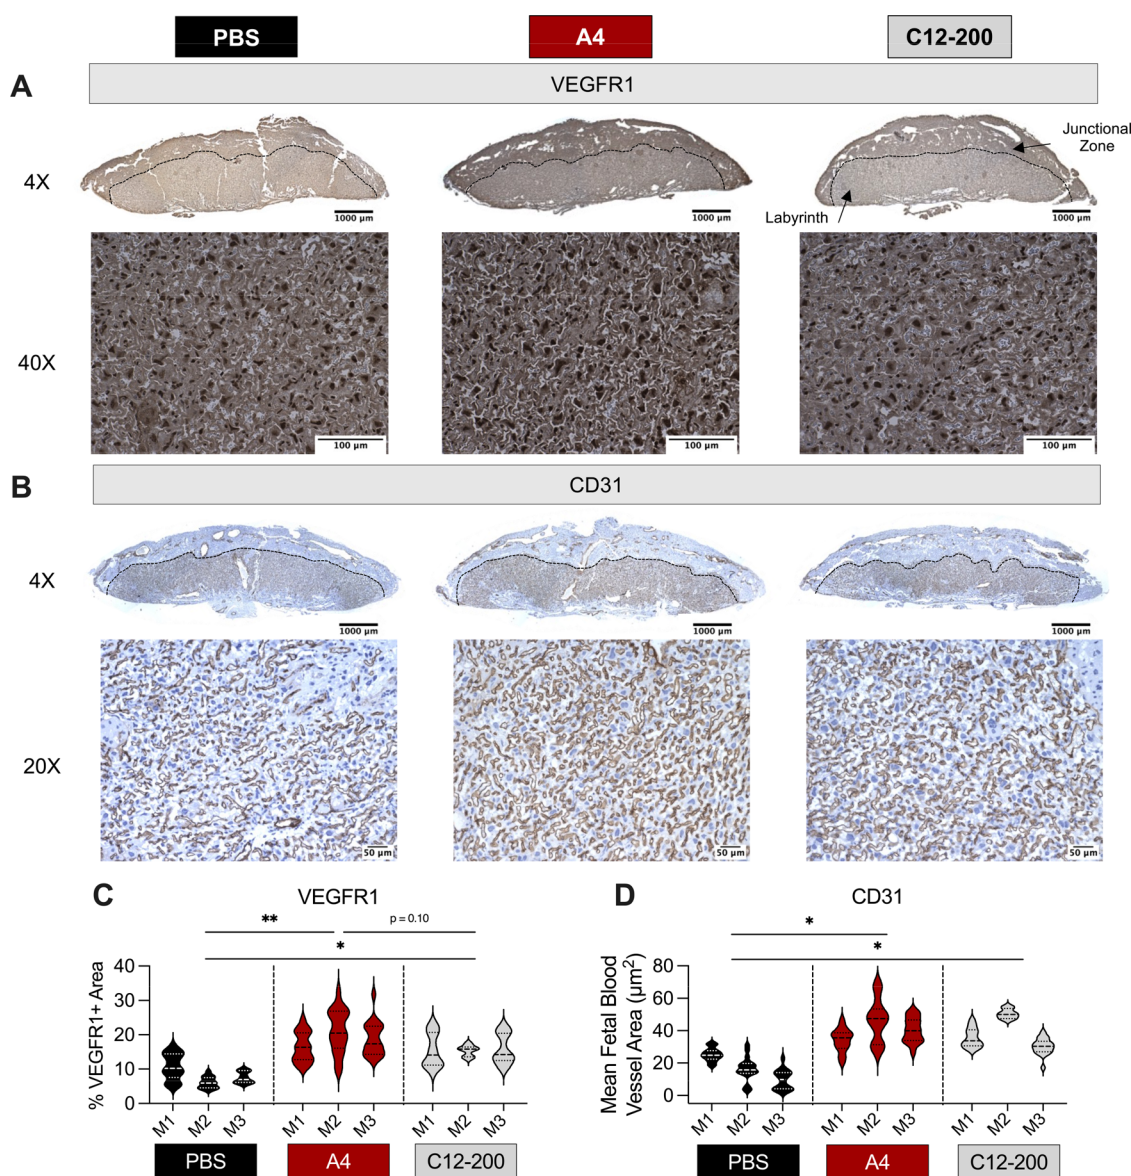 PBS A4 C12-200
A
VEGFR1
4X
Junctional
Zone
Labyrinth
1000 µm 1000 µm 1000 µm
40X
100 µm 100 µm 100 µm
B
CD31
4X
1000 µm 1000 µm 1000 µm
20X
50 µm 50 µm 50 µm
C VEGFR1
** p = 0.10
*
% VEGFR1+ Area
40
30
20
10
0
M1 M2 M3 M1 M2 M3 M1 M2 M3
PBS A4 C12-200
D CD31
*
*
Mean Fetal Blood
Vessel Area (µm²)
80
60
40
20
0
M1 M2 M3 M1 M2 M3 M1 M2 M3
PBS A4 C12-200